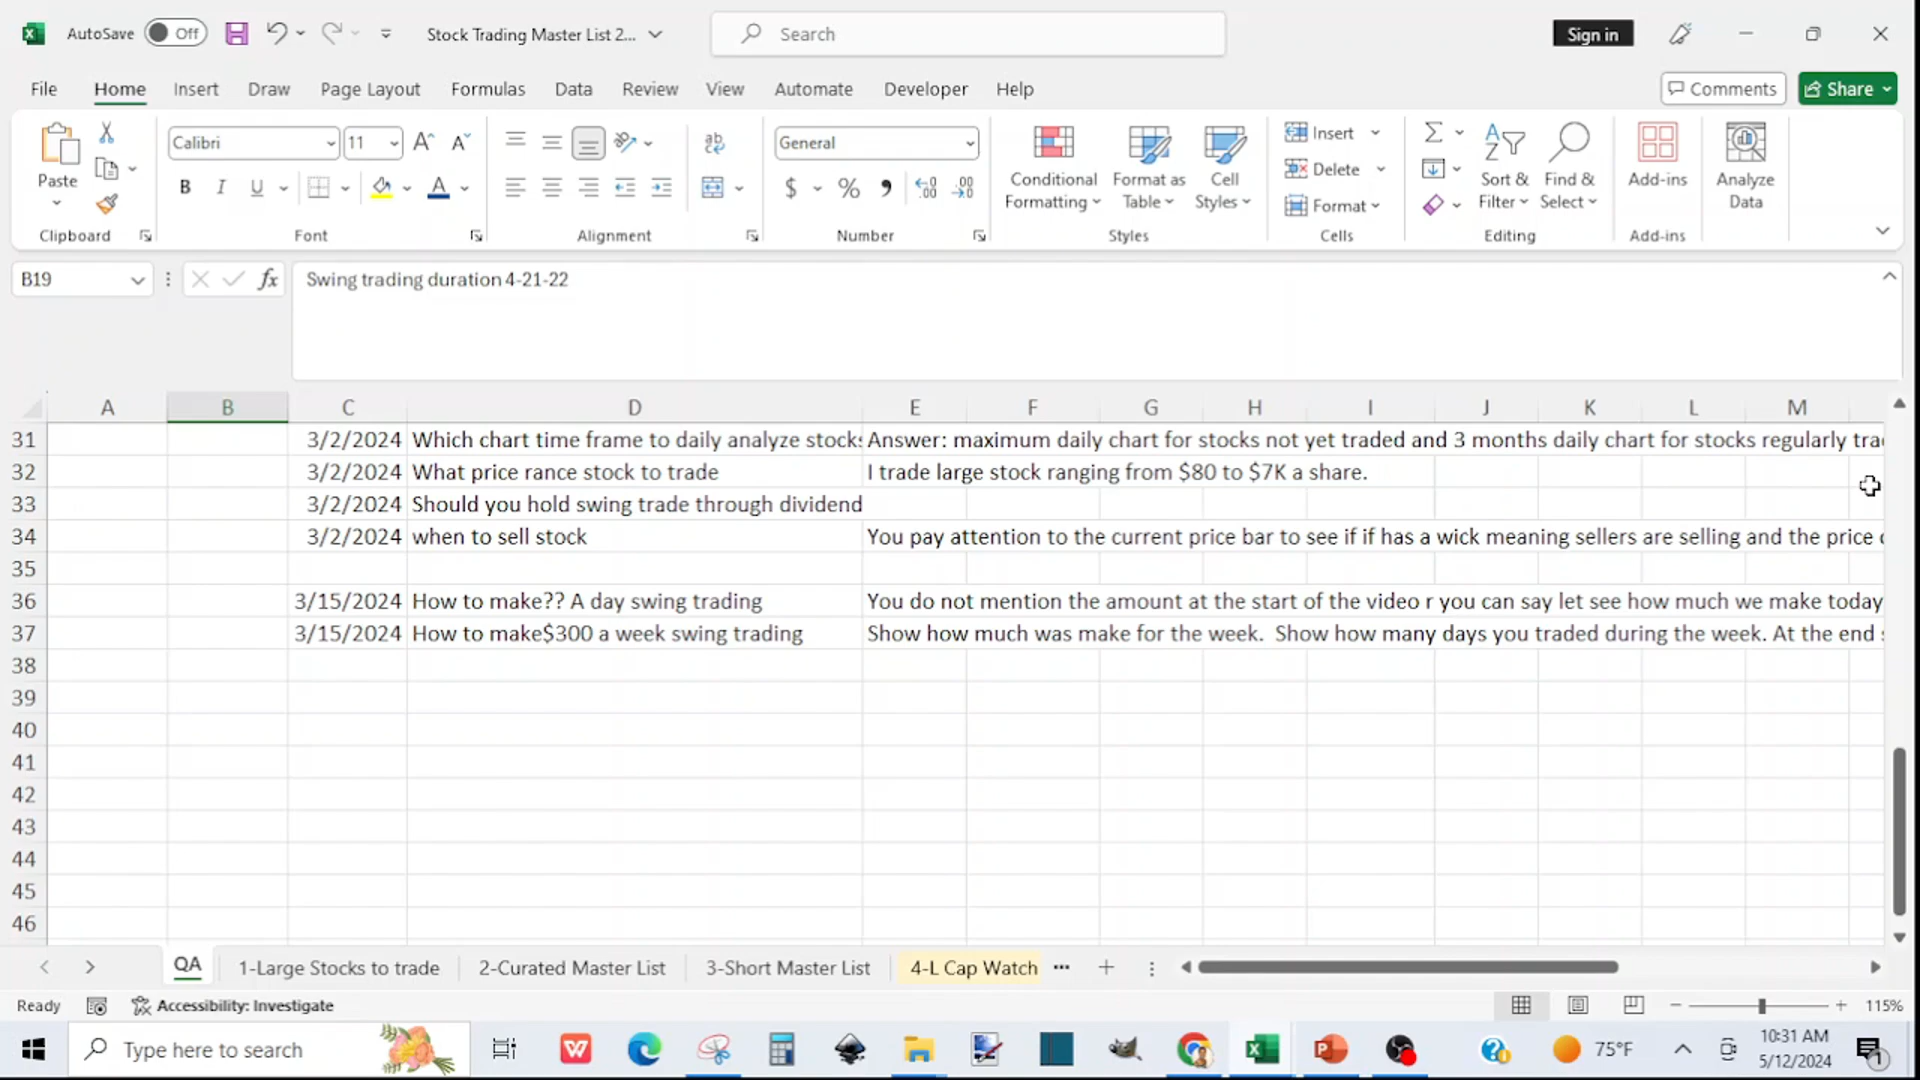 AutoSave Off Stock Trading Master List 2... Search Sign in
File Home Insert Draw Page Layout Formulas Data Review View Automate Developer Help Comments Share
Calibri 11 General
Paste
B I U $ % 9
Conditional Formatting
Format as Table
Cell Styles
Insert
Delete
Format
Sort & Filter
Find & Select
Add-ins
Analyze Data
Clipboard Font Alignment Number Styles Cells Editing Add-ins
B19 fx Swing trading duration 4-21-22
A B C D E F G H I J K L M
31 3/2/2024 Which chart time frame to daily analyze stocks Answer: maximum daily chart for stocks not yet traded and 3 months daily chart for stocks regularly tra
32 3/2/2024 What price rance stock to trade I trade large stock ranging from $80 to $7K a share.
33 3/2/2024 Should you hold swing trade through dividend
34 3/2/2024 when to sell stock You pay attention to the current price bar to see if if has a wick meaning sellers are selling and the price
35
36 3/15/2024 How to make?? A day swing trading You do not mention the amount at the start of the video r you can say let see how much we make today
37 3/15/2024 How to make$300 a week swing trading Show how much was make for the week. Show how many days you traded during the week. At the end
38
39
40
41
42
43
44
45
46
QA 1-Large Stocks to trade 2-Curated Master List 3-Short Master List 4-L Cap Watch ...
Ready Accessibility: Investigate 115%
Type here to search 75°F 10:31 AM
5/12/2024 1